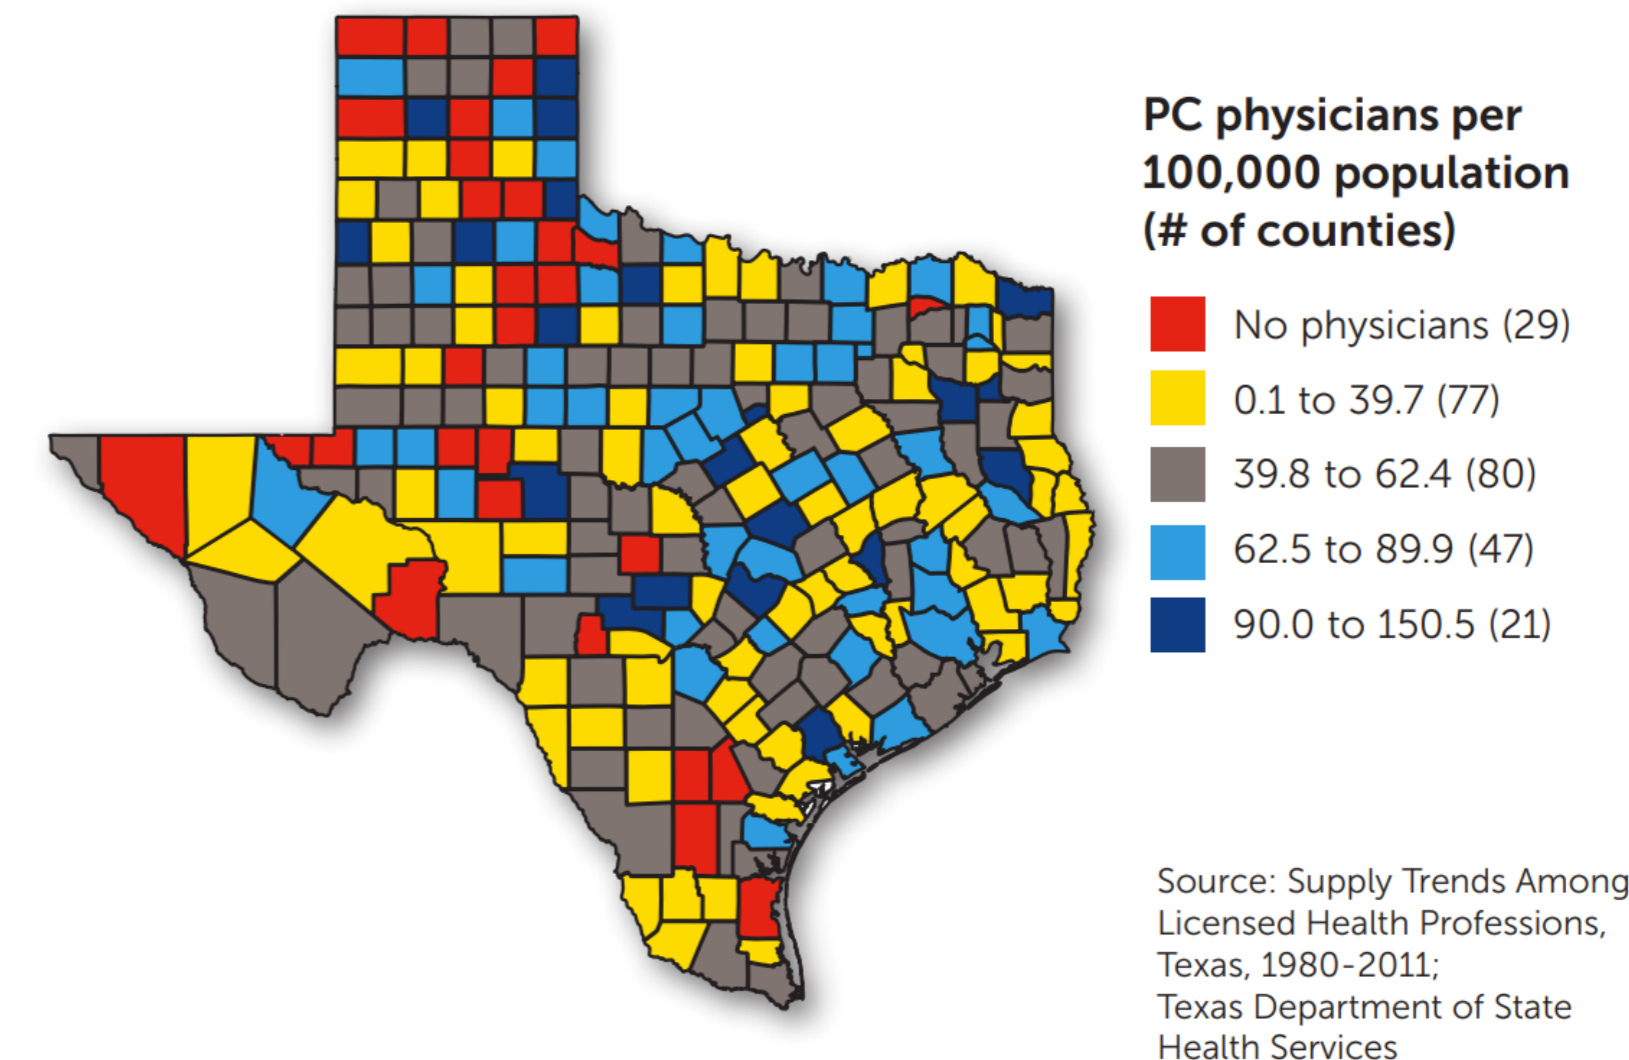 PC physicians per
100,000 population
(# of counties)
No physicians (29)
0.1 to 39.7 (77)
39.8 to 62.4 (80)
62.5 to 89.9 (47)
90.0 to 150.5 (21)
Source: Supply Trends Among
Licensed Health Professions,
Texas, 1980-2011;
Texas Department of State
Health Services